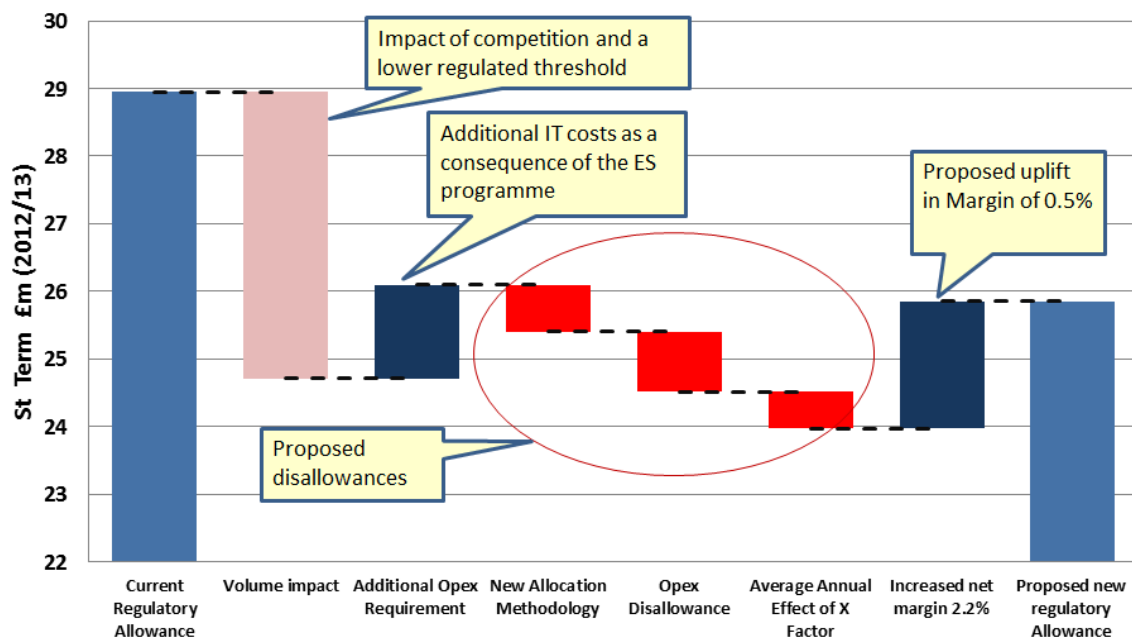 30
29
28
27
26
25
24
23
22
St Term £m (2012/13)
Impact of competition and a
lower regulated threshold
Additional IT costs as a
consequence of the ES
programme
Proposed uplift
in Margin of 0.5%
Proposed
disallowances
Current
Regulatory
Allowance
Volume impact
Additional Opex
Requirement
New Allocation
Methodology
Opex
Disallowance
Average Annual
Effect of X
Factor
Increased net
margin 2.2%
Proposed new
regulatory
Allowance